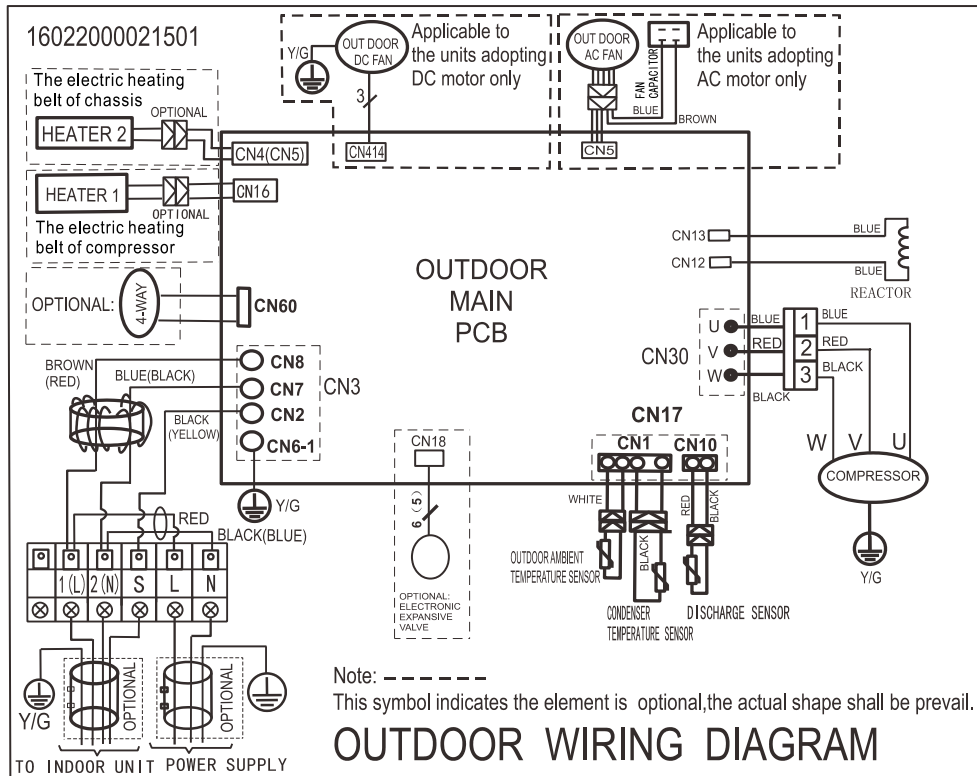 16022000021501
The electric heating
belt of chassis
OPTIONAL
HEATER 2
CN4(CN5)
HEATER 1
CN16
OPTIONAL
The electric heating
belt of compressor
OPTIONAL:
4-WAY
CN60
Y/G
OUT DOOR
DC FAN
Applicable to
the units adopting
DC motor only
3
CN414
OUT DOOR
AC FAN
FAN
CAPACITOR
Applicable to
the units adopting
AC motor only
BLUE
BROWN
CN5
OUTDOOR
MAIN
PCB
CN13
BLUE
CN12
BLUE
REACTOR
CN30
U
V
W
BLUE
RED
BLACK
1
2
3
BLUE
RED
BLACK
W V U
COMPRESSOR
Y/G
BROWN
(RED)
BLUE(BLACK)
BLACK
(YELLOW)
CN8
CN7
CN2
CN6-1
CN3
Y/G
RED
BLACK(BLUE)
1(L) 2(N) S L N
Y/G
OPTIONAL
OPTIONAL
TO INDOOR UNIT POWER SUPPLY
CN18
6 (5)
OPTIONAL:
ELECTRONIC
EXPANSIVE
VALVE
CN17
CN1 CN10
WHITE
BLACK
RED
BLACK
OUTDOOR AMBIENT
TEMPERATURE SENSOR
CONDENSER
TEMPERATURE SENSOR
DISCHARGE SENSOR
Note: ------
This symbol indicates the element is optional,the actual shape shall be prevail.
OUTDOOR WIRING DIAGRAM